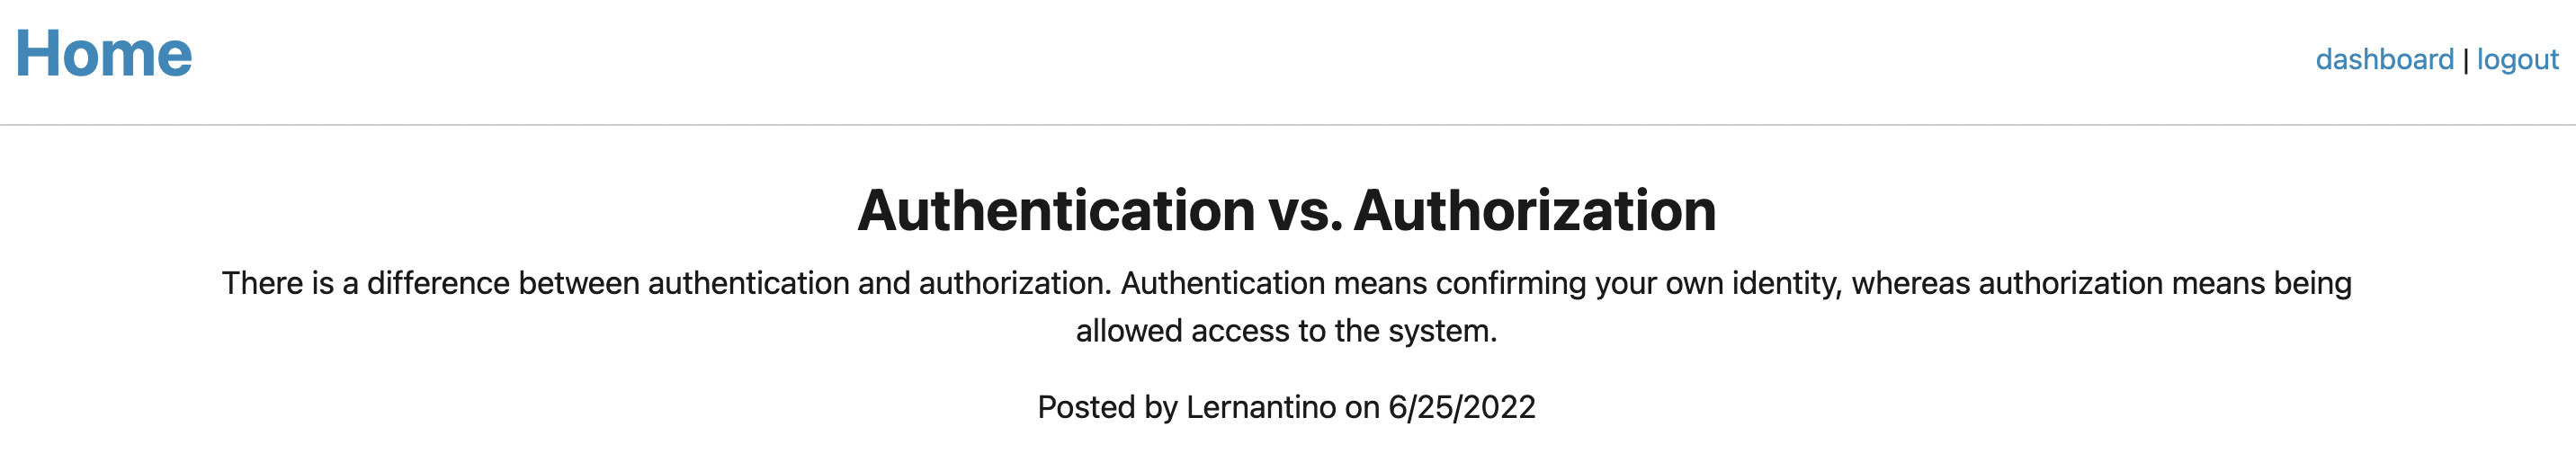 Home
dashboard | logout
Authentication vs. Authorization
There is a difference between authentication and authorization. Authentication means confirming your own identity, whereas authorization means being
allowed access to the system.
Posted by Lernantino on 6/25/2022